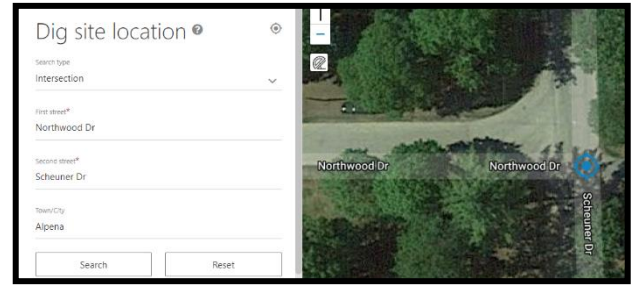 Dig site location ?
Search type
Intersection
First street*
Northwood Dr
Second street*
Scheuner Dr
Town/City
Alpena
Search Reset
Northwood Dr Northwood Dr
Scheuner Dr